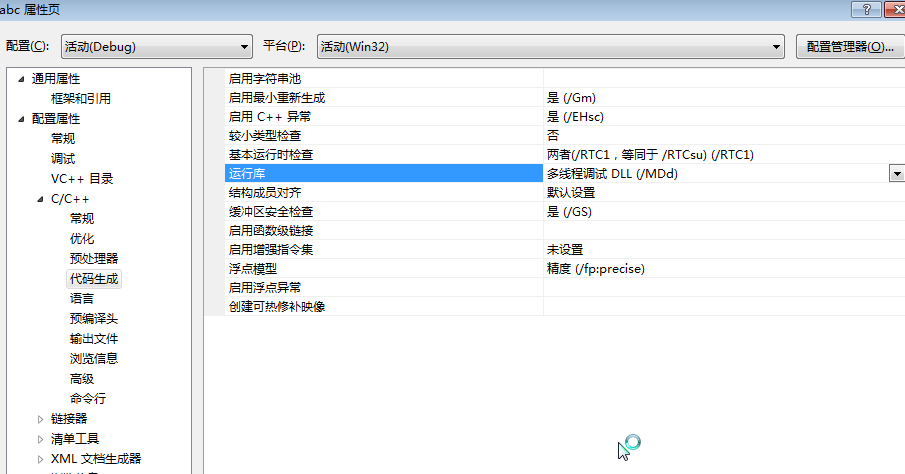 abc 属性页
配置(C): 活动(Debug) 平台(P): 活动(Win32) 配置管理器(O)...
通用属性
框架和引用
配置属性
常规
调试
VC++ 目录
C/C++
常规
优化
预处理器
代码生成
语言
预编译头
输出文件
浏览信息
高级
命令行
链接器
清单工具
XML 文档生成器
启用字符串池
启用最小重新生成 是 (/Gm)
启用 C++ 异常 是 (/EHsc)
较小类型检查 否
基本运行时检查 两者(/RTC1，等同于 /RTCsu) (/RTC1)
运行库 多线程调试 DLL (/MDd)
结构成员对齐 默认设置
缓冲区安全检查 是 (/GS)
启用函数级链接
启用增强指令集 未设置
浮点模型 精度 (/fp:precise)
启用浮点异常
创建可热修补映像